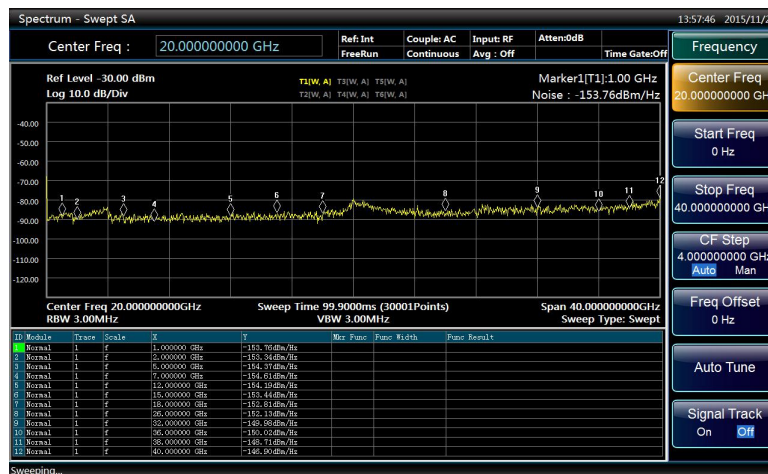 Spectrum - Swept SA
13:57:46 2015/11/2
Center Freq : 20.000000000 GHz
Ref: Int Couple: AC Input: RF Atten:0dB
FreeRun Continuous Avg : Off Time Gate:Off
Ref Level -30.00 dBm
Log 10.0 dB/Div
T1[W, A] T3[W, A] T5[W, A]
T2[W, A] T4[W, A] T6[W, A]
Marker1[T1]:1.00 GHz
Noise : -153.76dBm/Hz
-40.00
-50.00
-60.00
-70.00
-80.00
-90.00
-100.00
-110.00
-120.00
1 2 3 4 5 6 7 8 9 10 11 12
Center Freq 20.000000000GHz Sweep Time 99.9000ms (30001Points) Span 40.000000000GHz
RBW 3.00MHz VBW 3.00MHz Sweep Type: Swept
ID Module Trace Scale X Y Mkr Func Func Width Func Result
1 Normal 1 f 1.000000 GHz -153.76dBm/Hz
2 Normal 1 f 2.000000 GHz -153.34dBm/Hz
3 Normal 1 f 5.000000 GHz -154.37dBm/Hz
4 Normal 1 f 7.000000 GHz -154.61dBm/Hz
5 Normal 1 f 12.000000 GHz -154.19dBm/Hz
6 Normal 1 f 15.000000 GHz -153.44dBm/Hz
7 Normal 1 f 18.000000 GHz -152.81dBm/Hz
8 Normal 1 f 26.000000 GHz -152.13dBm/Hz
9 Normal 1 f 32.000000 GHz -149.98dBm/Hz
10 Normal 1 f 36.000000 GHz -150.02dBm/Hz
11 Normal 1 f 38.000000 GHz -148.71dBm/Hz
12 Normal 1 f 40.000000 GHz -146.90dBm/Hz
Sweeping...
Frequency
Center Freq
20.000000000 GH
Start Freq
0 Hz
Stop Freq
40.000000000 GH
CF Step
4.000000000 GHz
Auto Man
Freq Offset
0 Hz
Auto Tune
Signal Track
On Off